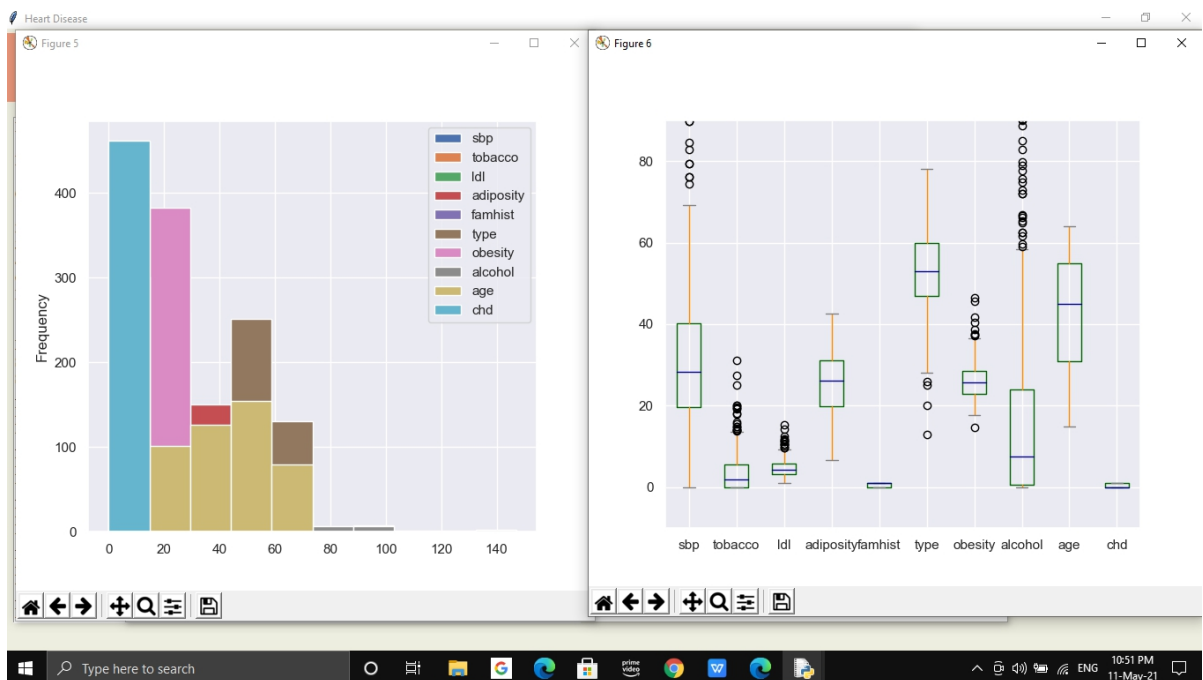 Heart Disease
Figure 5
Figure 6
sbp
tobacco
ldl
adiposity
famhist
type
obesity
alcohol
age
chd
Frequency
400
300
200
100
0
0 20 40 60 80 100 120 140
80
60
40
20
0
sbp tobacco ldl adiposity famhist type obesity alcohol age chd
Type here to search
prime video
W
ENG
10:51 PM
11-May-21